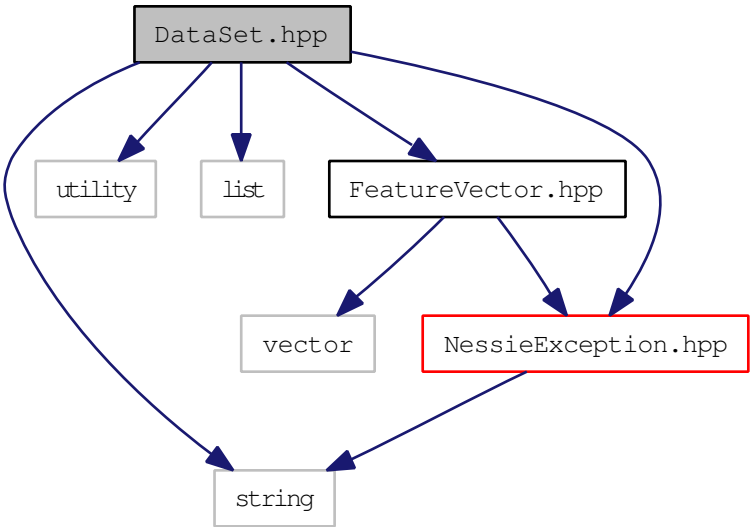 DataSet.hpp
utility
list
FeatureVector.hpp
vector
NessieException.hpp
string